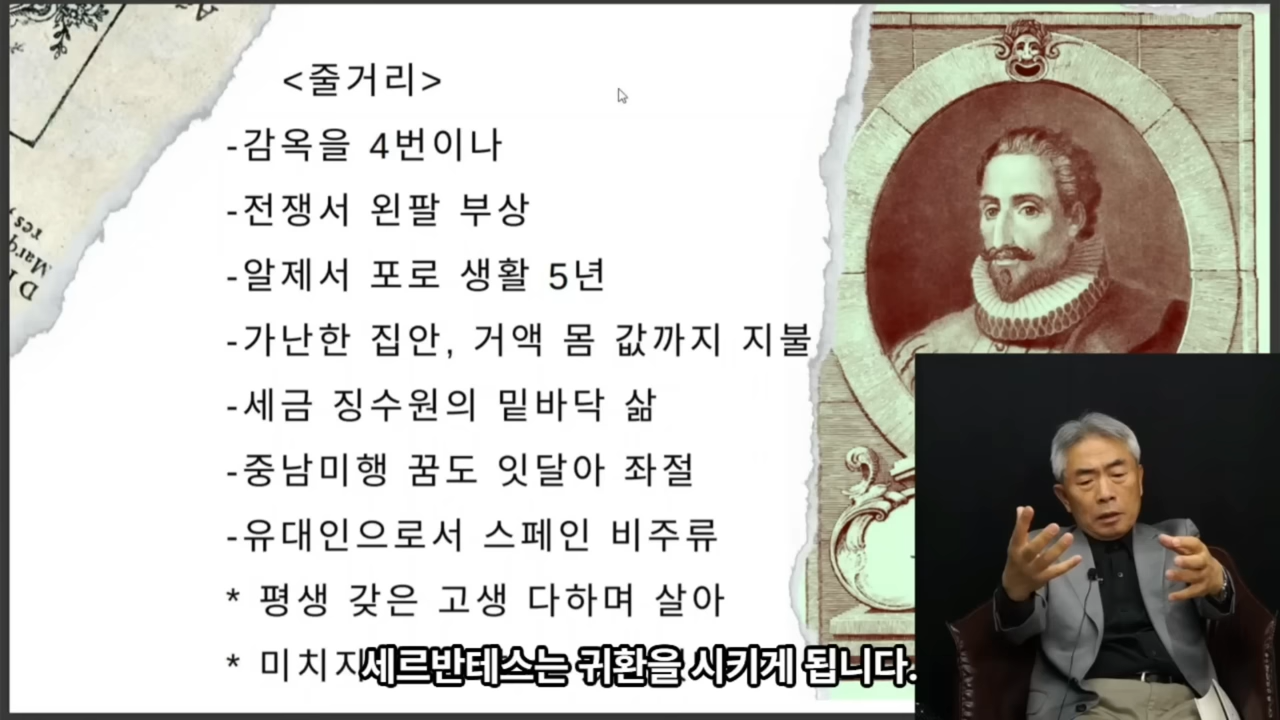 <줄거리>
-감옥을 4번이나
-전쟁서 왼팔 부상
-알제서 포로 생활 5년
-가난한 집안, 거액 몸 값까지 지불
-세금 징수원의 밑바닥 삶
-중남미행 꿈도 잇달아 좌절
-유대인으로서 스페인 비주류
* 평생 갖은 고생 다하며 살아
* 미치지
세르반테스는 귀환을 시키게 됩니다.
Marq
res,